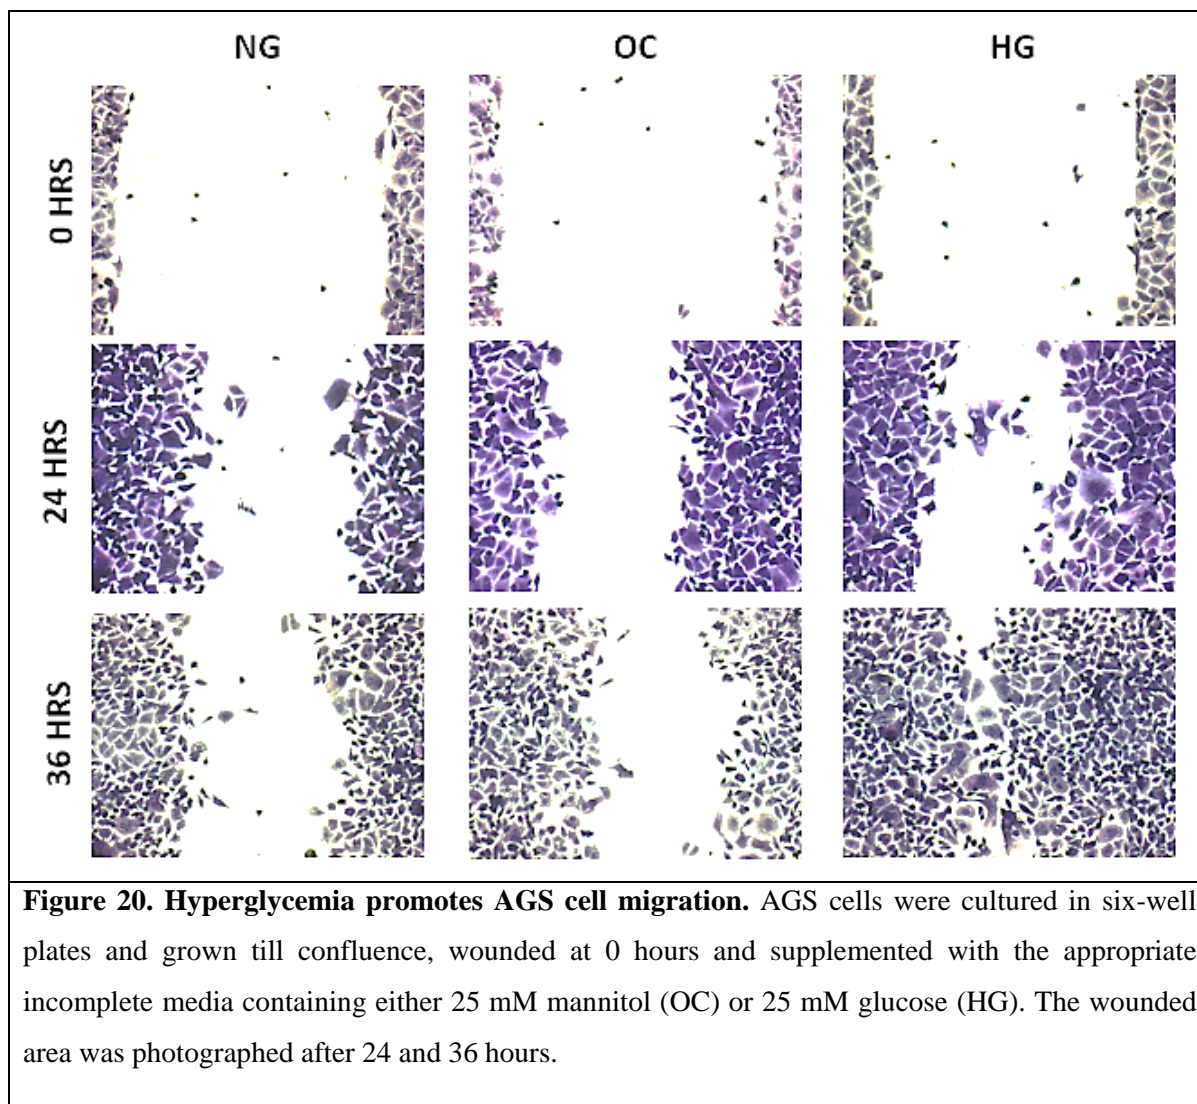 NG OC HG
0 HRS
24 HRS
36 HRS
Figure 20. Hyperglycemia promotes AGS cell migration. AGS cells were cultured in six-well
plates and grown till confluence, wounded at 0 hours and supplemented with the appropriate
incomplete media containing either 25 mM mannitol (OC) or 25 mM glucose (HG). The wounded
area was photographed after 24 and 36 hours.